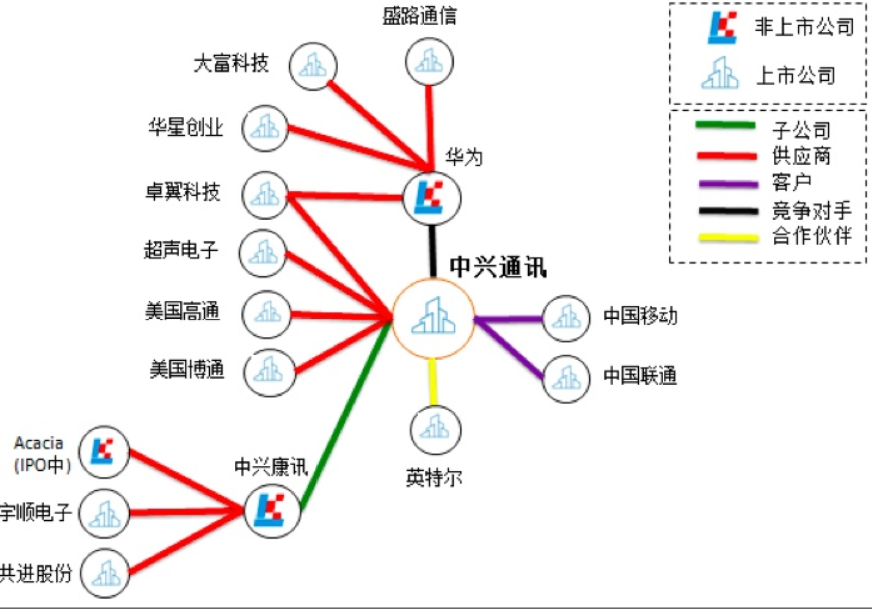 盛路通信
大富科技
华星创业
华为
卓翼科技
超声电子
中兴通讯
美国高通
美国博通
中国移动
中国联通
英特尔
中兴康讯
Acacia
(IPO中)
宇顺电子
共进股份
非上市公司
上市公司
子公司
供应商
客户
竞争对手
合作伙伴